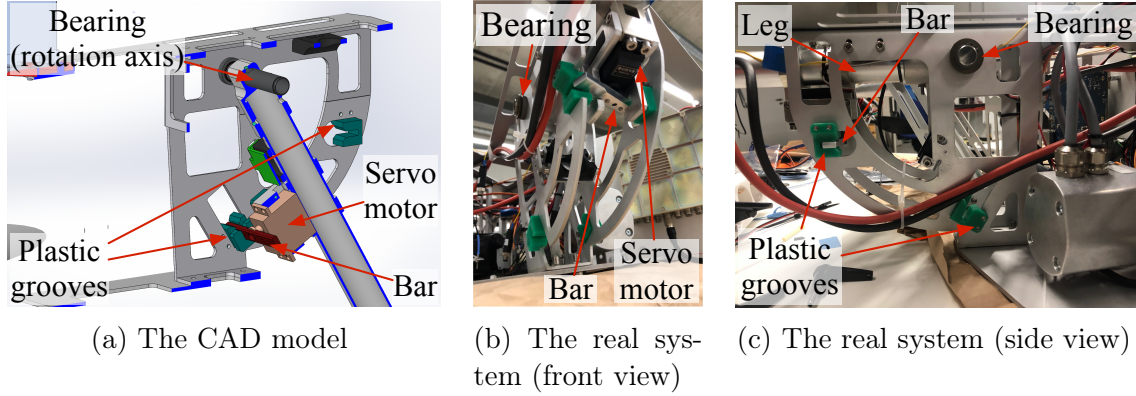 Bearing
(rotation axis)
Servo
motor
Plastic
grooves
Bar
(a) The CAD model
Bearing
Bar
Servo
motor
(b) The real sys-
tem (front view)
Leg
Bar
Bearing
Plastic
grooves
(c) The real system (side view)